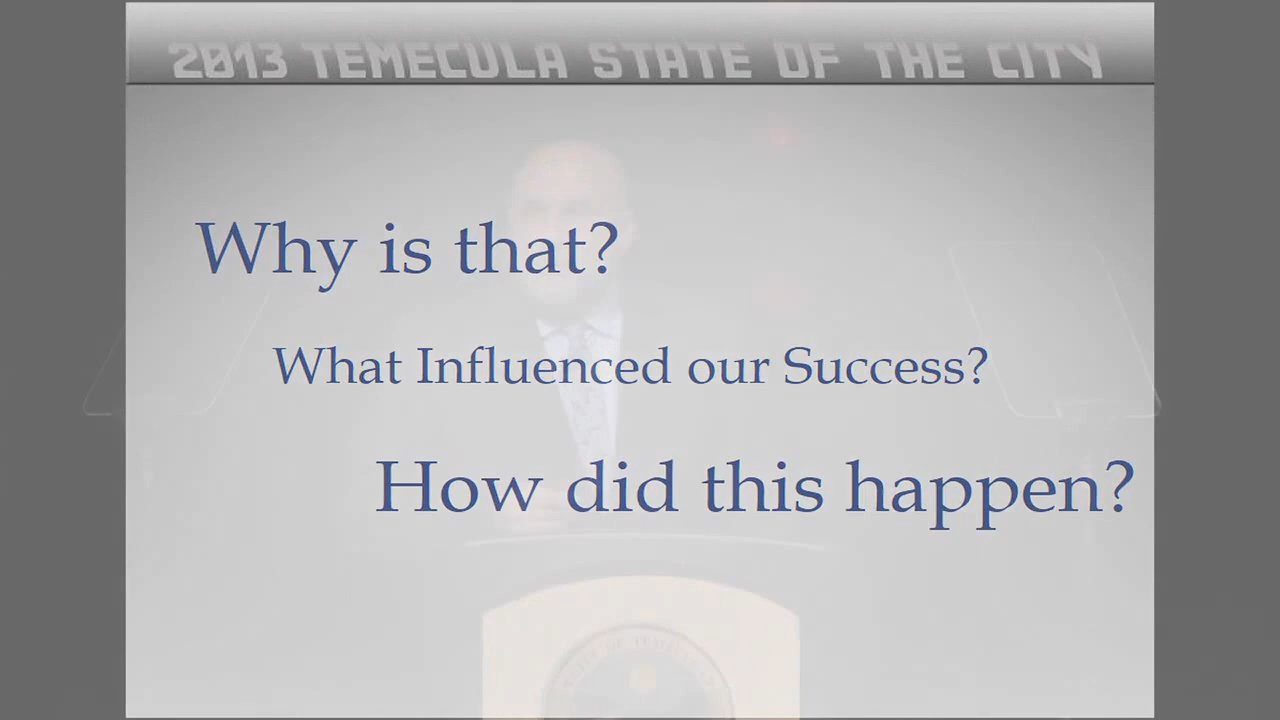 2013 TEMECULA STATE OF THE CITY
Why is that?
What Influenced our Success?
How did this happen?